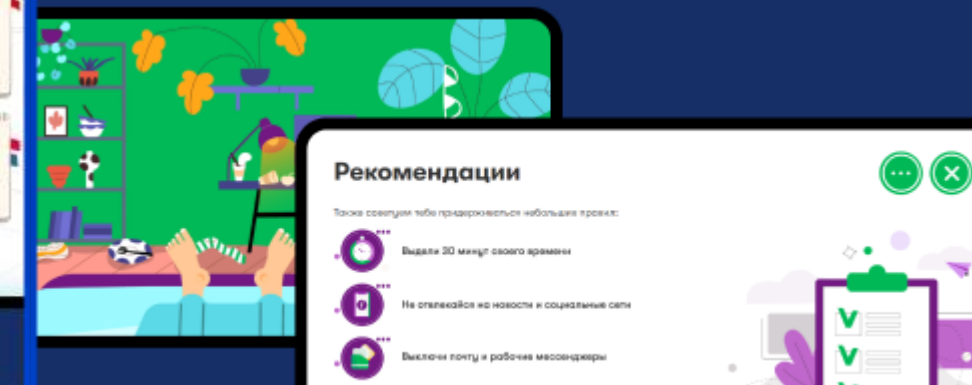 Рекомендации
Также советуем тебе придерживаться небольших правил:
Выдели 30 минут своего времени
Не отвлекайся на новости и социальные сети
Выключи почту и рабочие мессенджеры